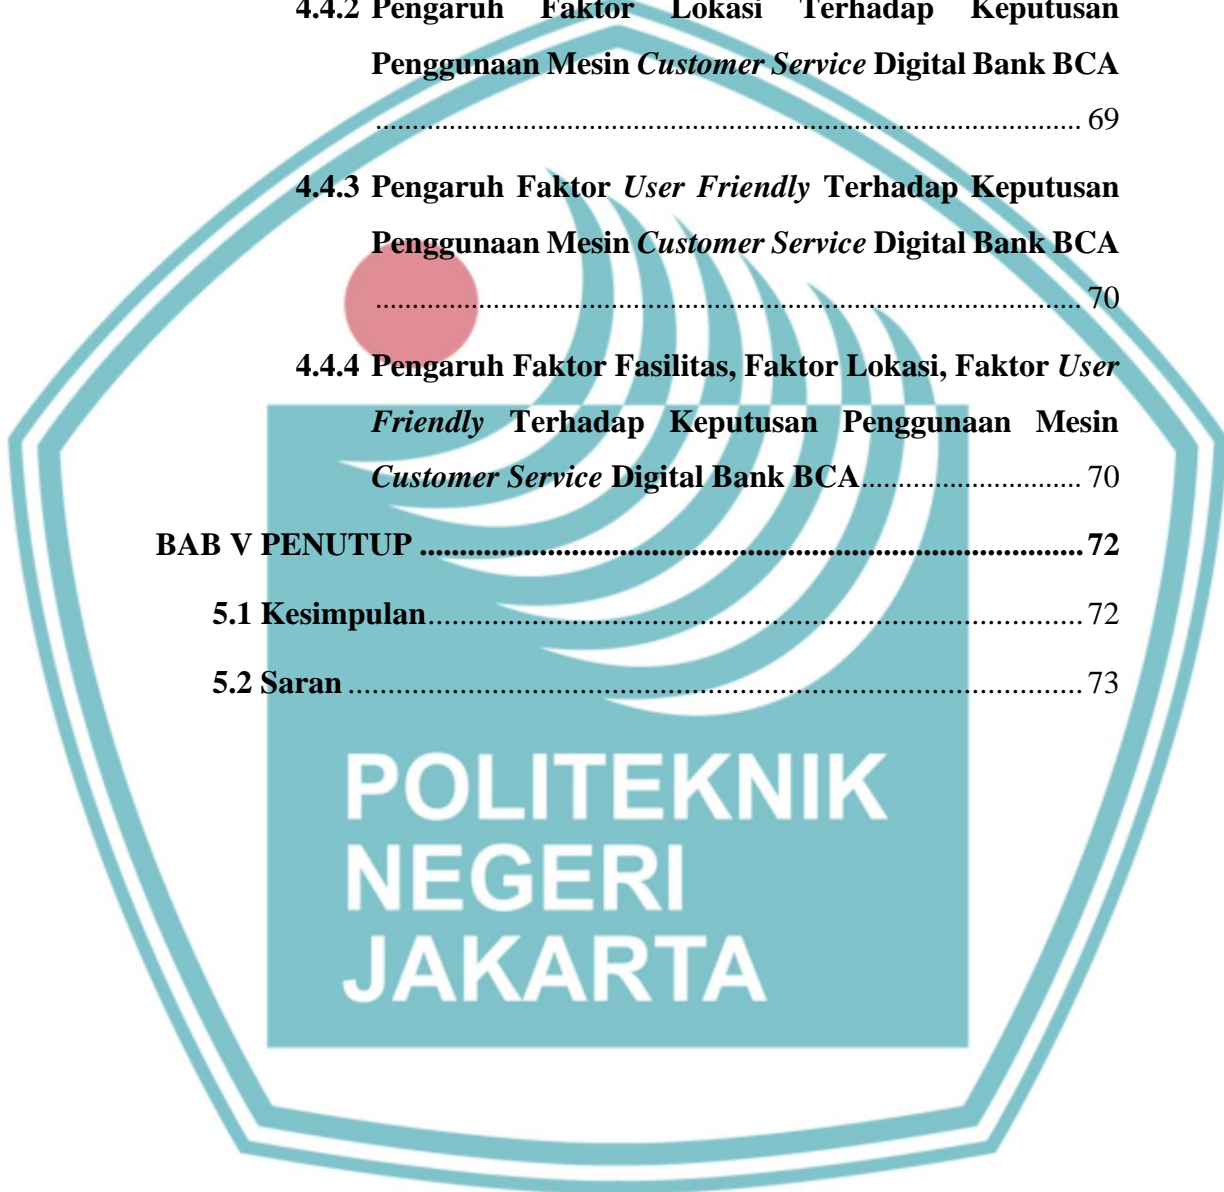 4.4.2 Pengaruh Faktor Lokasi Terhadap Keputusan
Penggunaan Mesin Customer Service Digital Bank BCA
........................................................................................ 69
4.4.3 Pengaruh Faktor User Friendly Terhadap Keputusan
Penggunaan Mesin Customer Service Digital Bank BCA
........................................................................................ 70
4.4.4 Pengaruh Faktor Fasilitas, Faktor Lokasi, Faktor User
Friendly Terhadap Keputusan Penggunaan Mesin
Customer Service Digital Bank BCA........................... 70
BAB V PENUTUP .................................................................................. 72
5.1 Kesimpulan................................................................................. 72
5.2 Saran ........................................................................................... 73
POLITEKNIK
NEGERI
JAKARTA